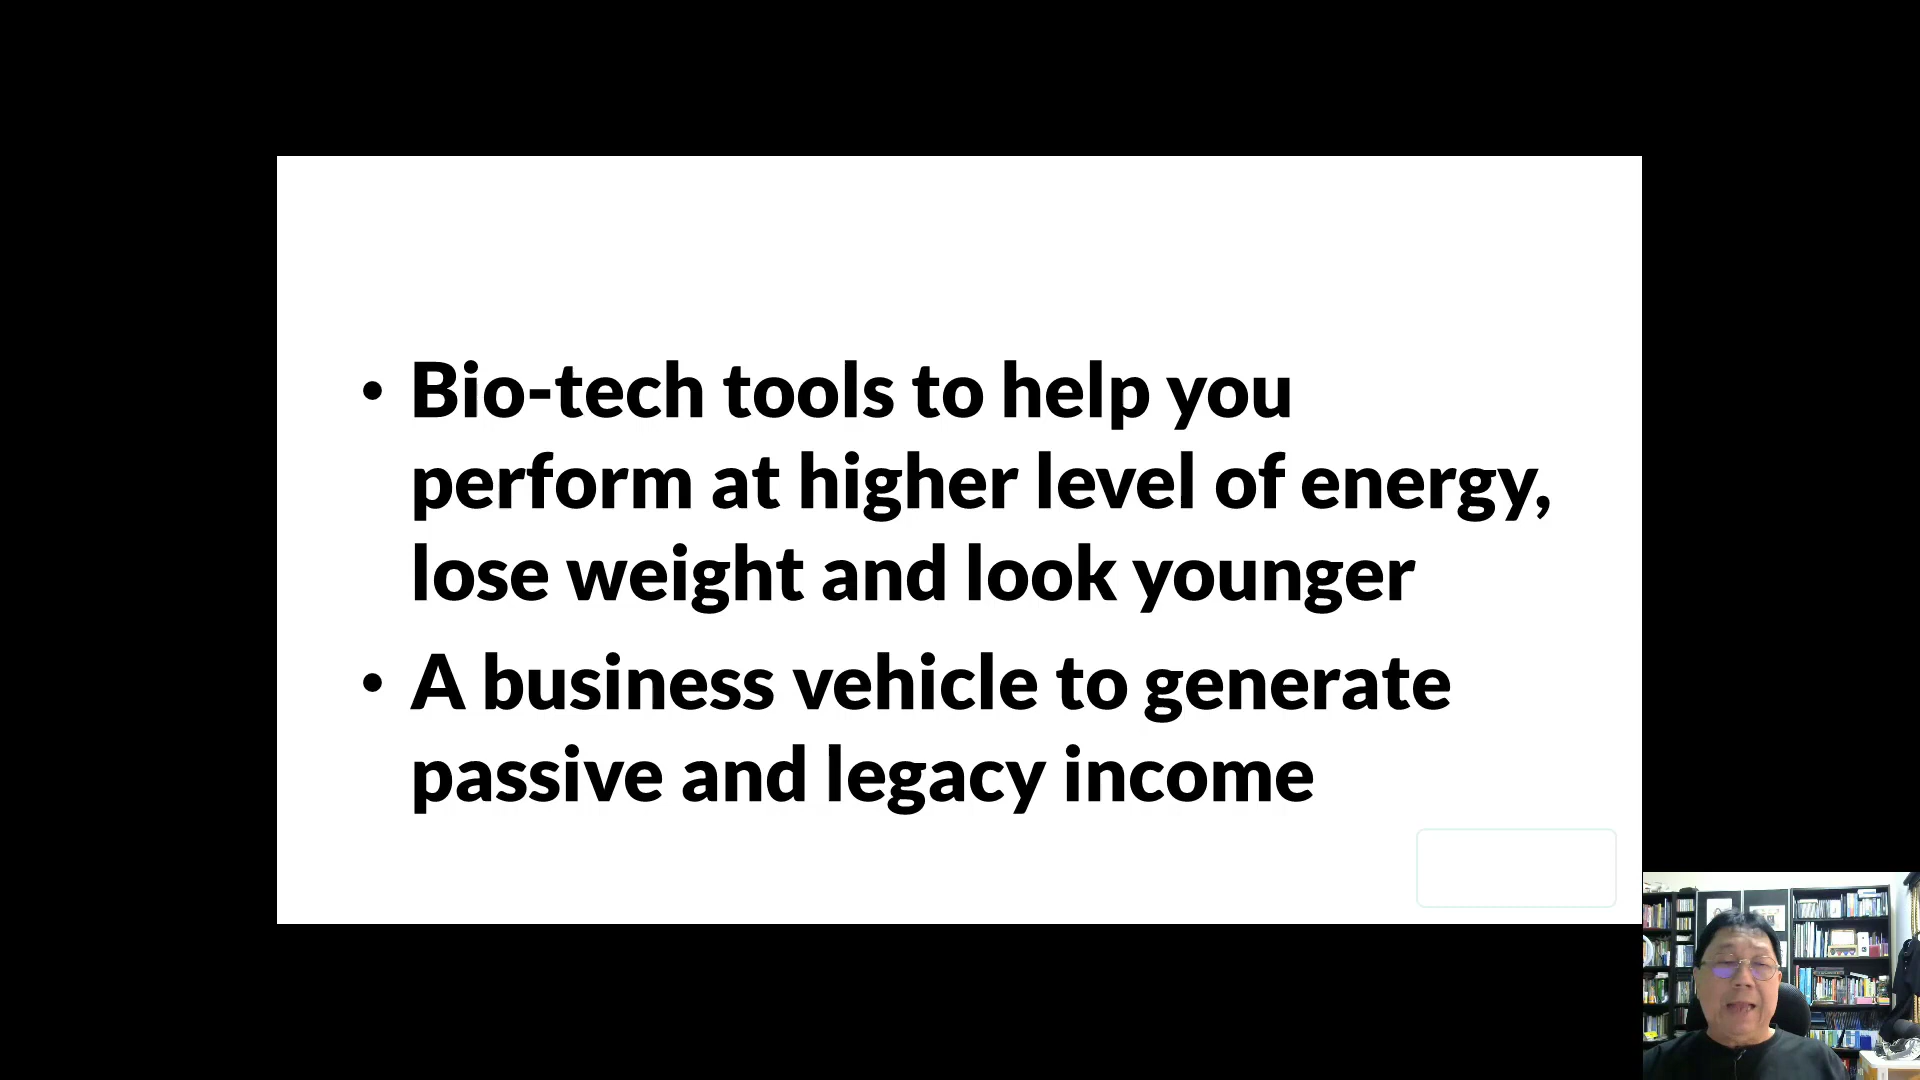 • Bio-tech tools to help you
perform at higher level of energy,
lose weight and look younger
• A business vehicle to generate
passive and legacy income